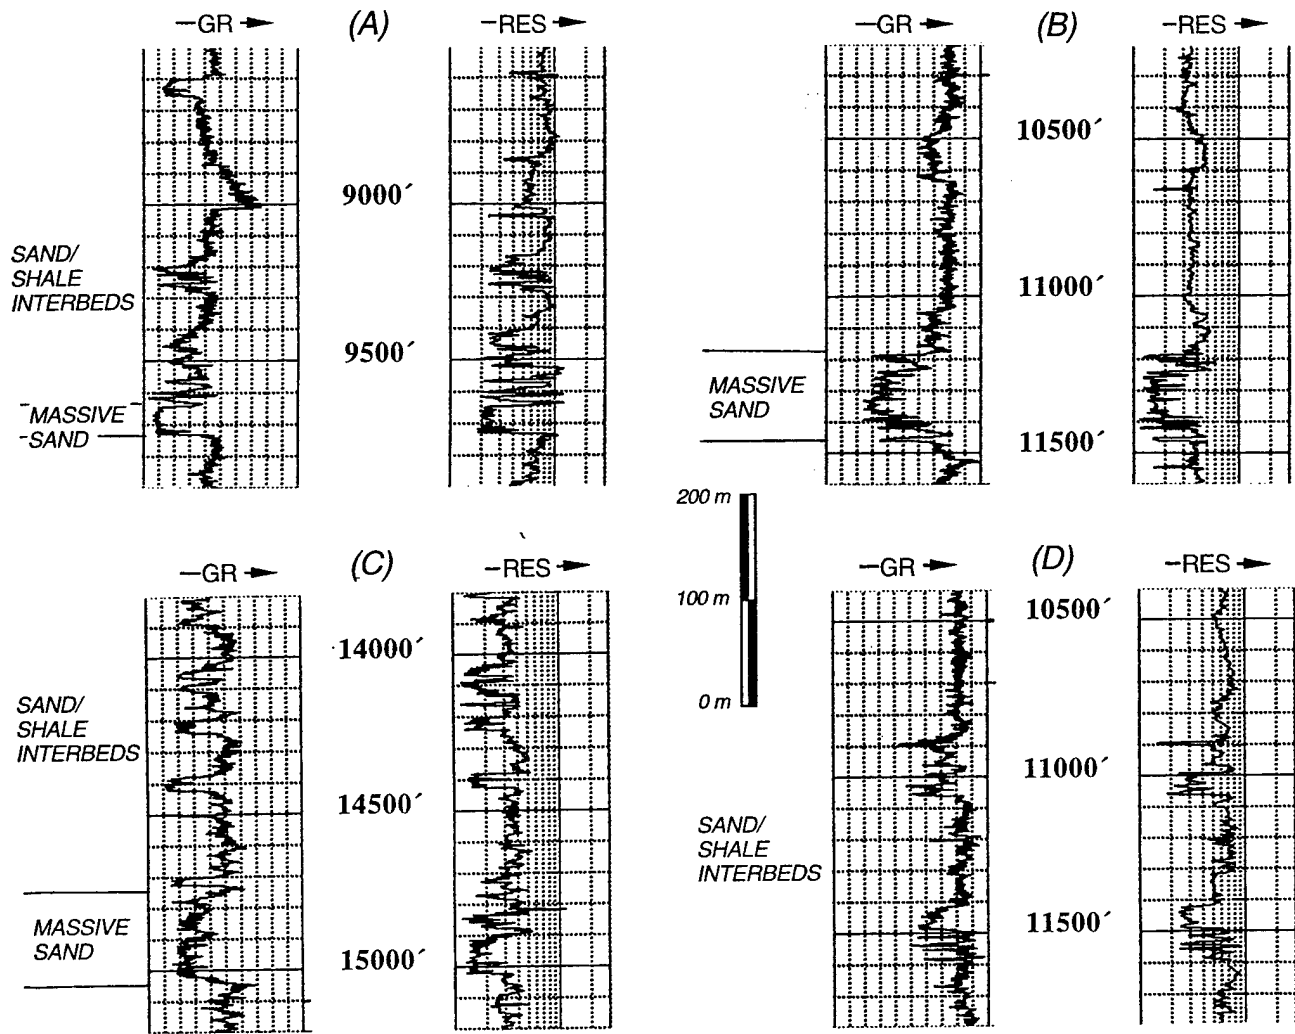 GR
(A)
RES
9000´
SAND/
SHALE
INTERBEDS
9500´
MASSIVE
SAND
GR
(B)
RES
10500´
11000´
MASSIVE
SAND
11500´
200 m
100 m
0 m
GR
(C)
RES
14000´
SAND/
SHALE
INTERBEDS
14500´
MASSIVE
SAND
15000´
GR
(D)
RES
10500´
11000´
SAND/
SHALE
INTERBEDS
11500´